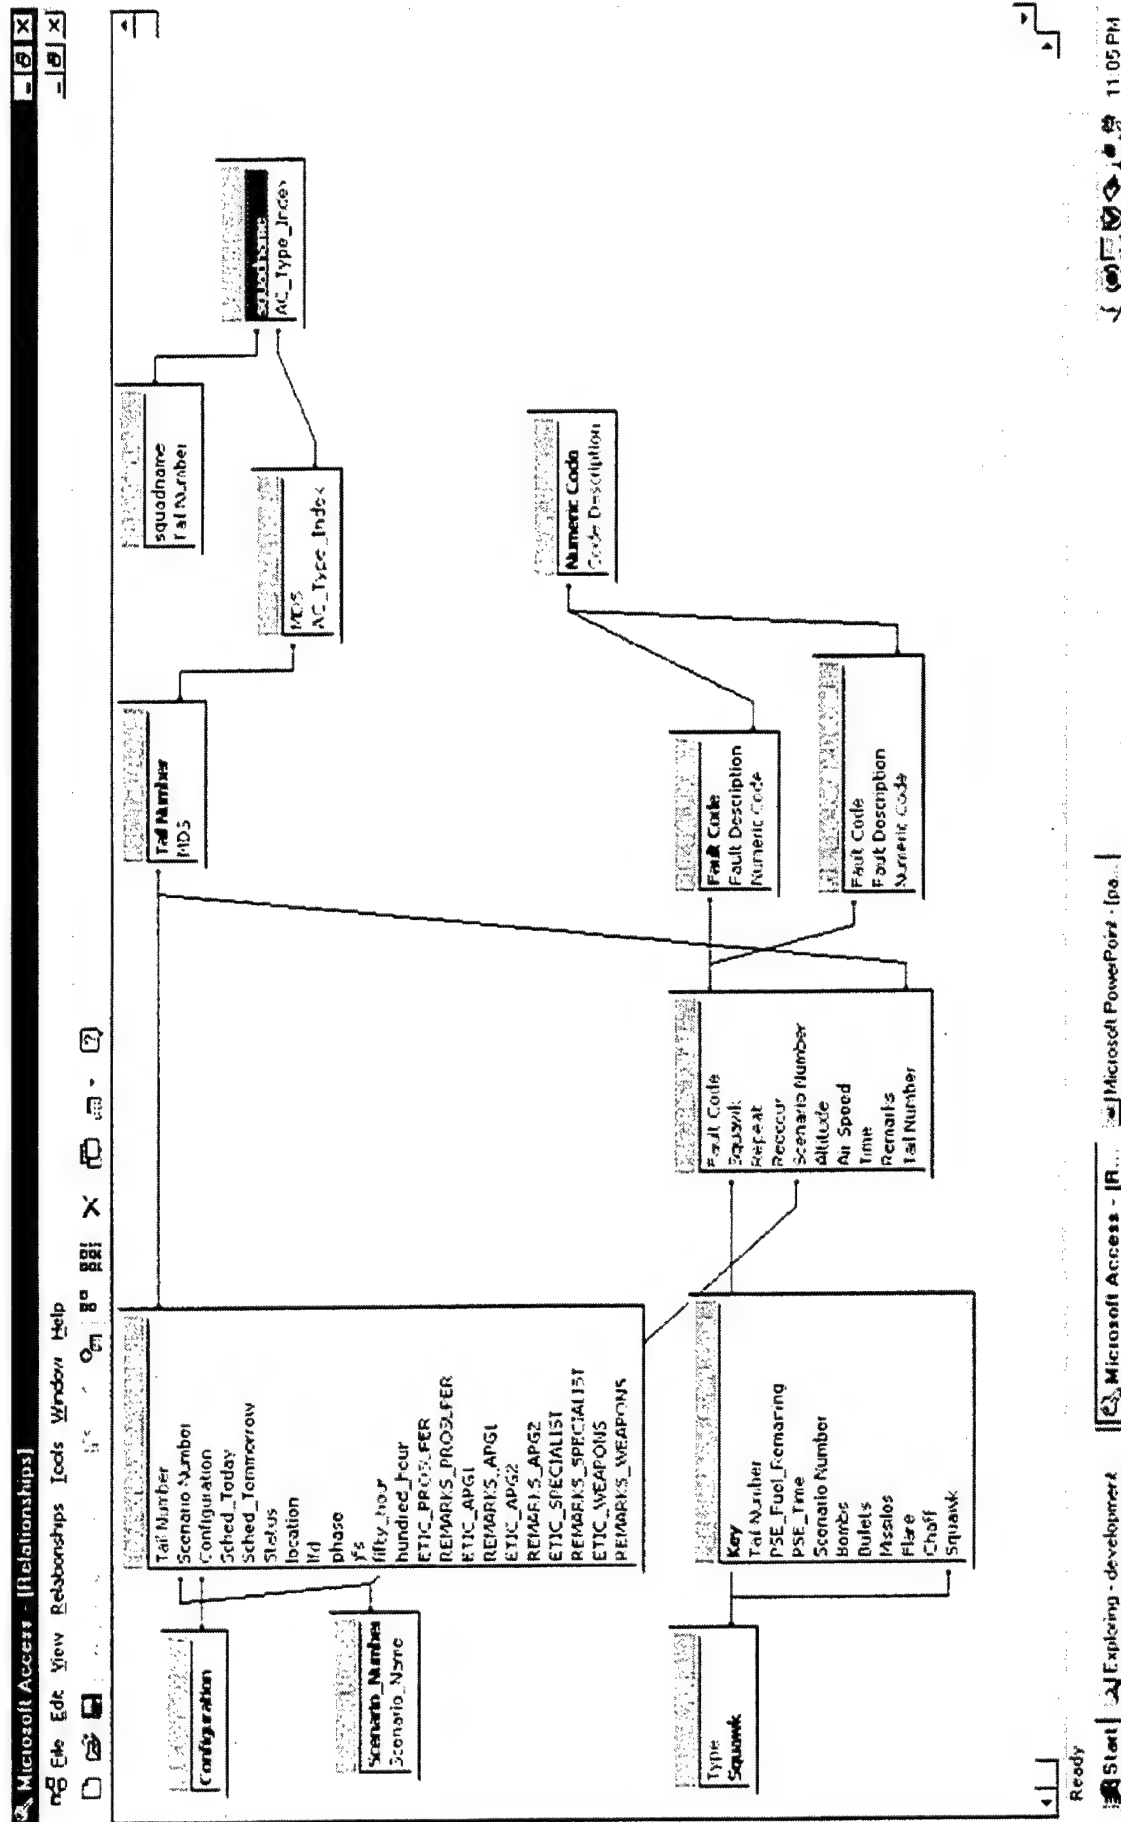 Microsoft Access - [Relationships]
File Edit View Relationships Tools Window Help
Configuration
Scenario_Number
Scenario_Name
Type
Squawk
Tail Number
Scenario Number
Configuration
Sched_Today
Sched_Tommorrow
Status
location
lfd
phase
jfs
fifty_hour
hundred_hour
ETIC_PROSUPER
REMARKS_PROSUPER
ETIC_APG1
REMARKS_APG1
ETIC_APG2
REMARKS_APG2
ETIC_SPECIALIST
REMARKS_SPECIALIST
ETIC_WEAPONS
REMARKS_WEAPONS
Key
Tail Number
PSE_Fuel_Remaining
PSE_Time
Scenario Number
Bombs
Bullets
Missiles
Flare
Chaff
Squawk
Fault Code
Squawk
Repeat
Reoccur
Scenario Number
Altitude
Air Speed
Time
Remarks
Tail Number
Tail Number
MDS
Fault Code
Fault Description
Numeric Code
Fault Code
Fault Description
Numeric Code
squadname
Tail Number
MDS
AC_Type_Index
Numeric Code
Code Description
squadname
AC_Type_Index
Ready
Start Exploring - development Microsoft Access - [R... Microsoft PowerPoint - [pa... 11:05 PM